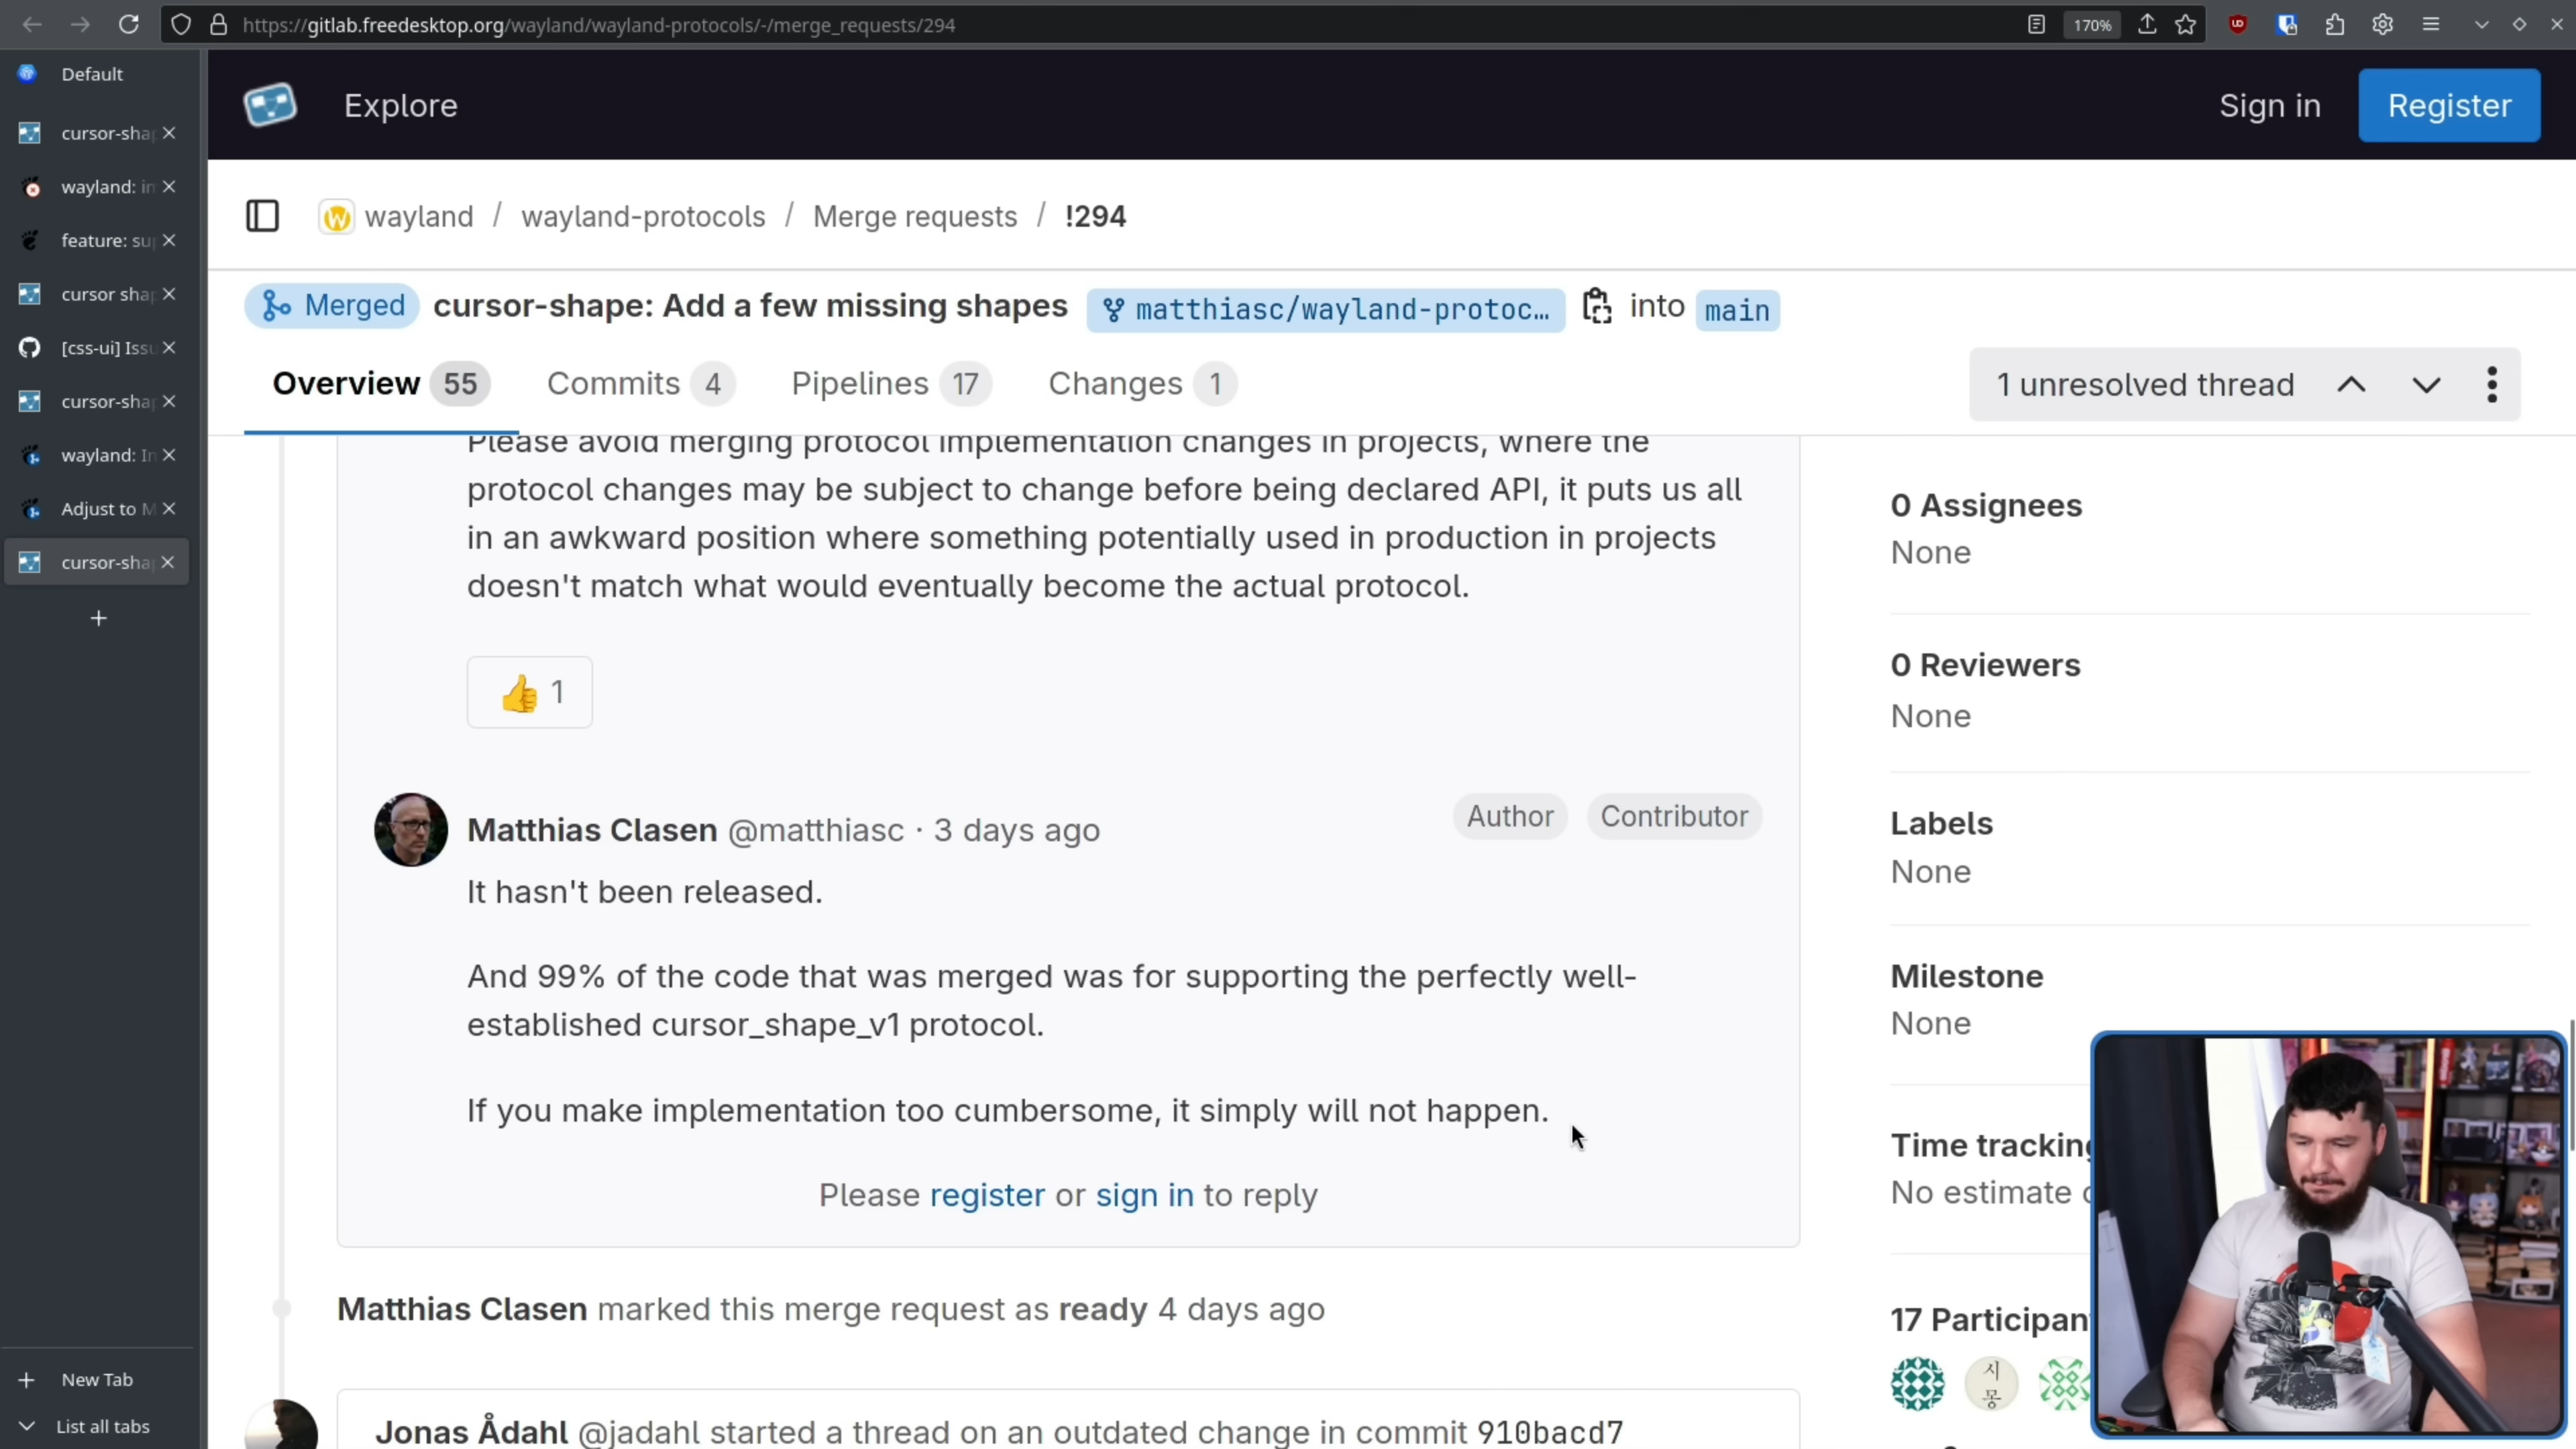 https://gitlab.freedesktop.org/wayland/wayland-protocols/-/merge_requests/294
170%
Default
cursor-sha
wayland: in
feature: su
cursor sha
[css-ui] Iss
cursor-sha
wayland: In
Adjust to M
cursor-sha
New Tab
List all tabs
Explore
Sign in
Register
wayland / wayland-protocols / Merge requests / !294
Merged cursor-shape: Add a few missing shapes matthiasc/wayland-protoc… into main
Overview 55 Commits 4 Pipelines 17 Changes 1
1 unresolved thread
Please avoid merging protocol implementation changes in projects, where the
protocol changes may be subject to change before being declared API, it puts us all
in an awkward position where something potentially used in production in projects
doesn't match what would eventually become the actual protocol.
👍 1
Matthias Clasen @matthiasc · 3 days ago
Author Contributor
It hasn't been released.
And 99% of the code that was merged was for supporting the perfectly well-
established cursor_shape_v1 protocol.
If you make implementation too cumbersome, it simply will not happen.
Please register or sign in to reply
Matthias Clasen marked this merge request as ready 4 days ago
Jonas Ådahl @jadahl started a thread on an outdated change in commit 910bacd7
0 Assignees
None
0 Reviewers
None
Labels
None
Milestone
None
Time tracking
No estimate
17 Participan
시
몽